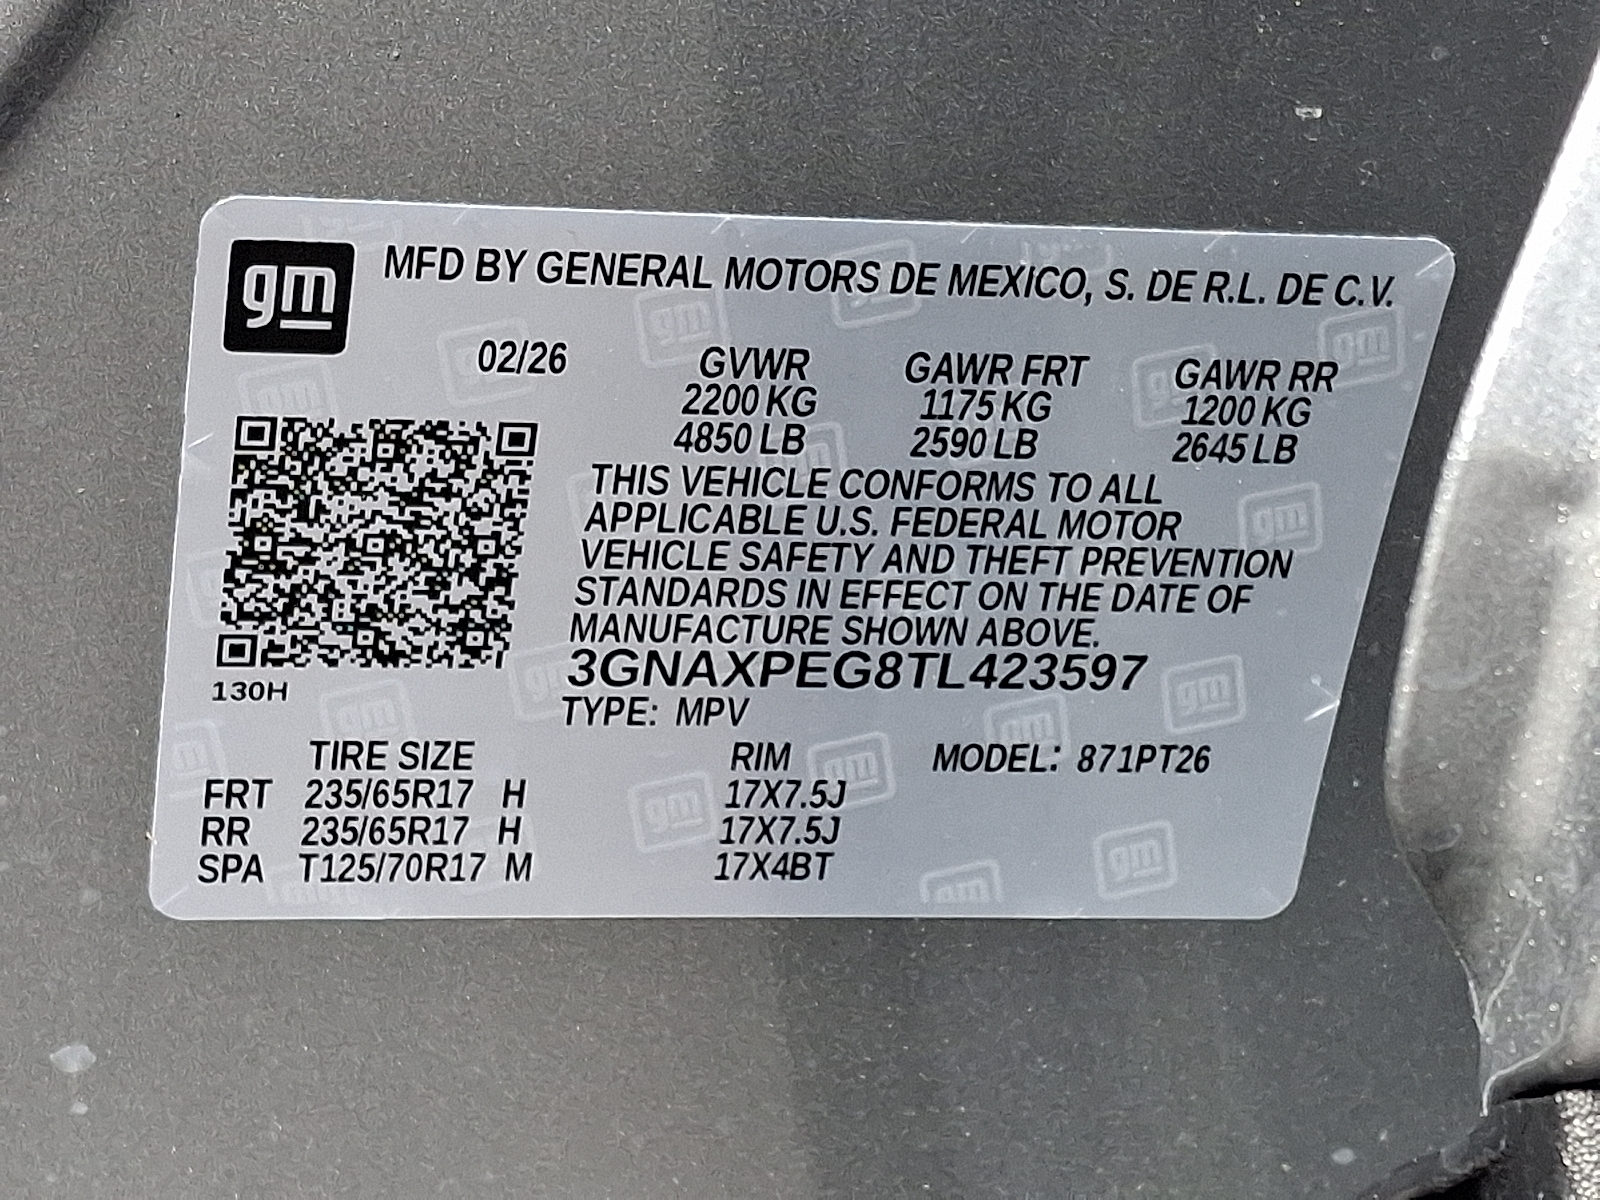 gm
MFD BY GENERAL MOTORS DE MEXICO, S. DE R.L. DE C.V.
02/26 GVWR GAWR FRT GAWR RR
2200 KG 1175 KG 1200 KG
4850 LB 2590 LB 2645 LB
THIS VEHICLE CONFORMS TO ALL
APPLICABLE U.S. FEDERAL MOTOR
VEHICLE SAFETY AND THEFT PREVENTION
STANDARDS IN EFFECT ON THE DATE OF
MANUFACTURE SHOWN ABOVE.
3GNAXPEG8TL423597
130H
TYPE: MPV
TIRE SIZE RIM MODEL: 871PT26
FRT 235/65R17 H 17X7.5J
RR 235/65R17 H 17X7.5J
SPA T125/70R17 M 17X4BT